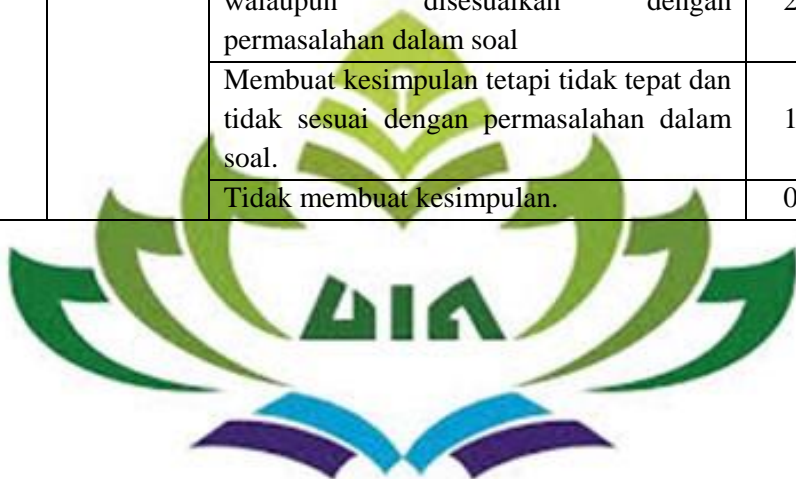 walaupun disesuaikan dengan 2
permasalahan dalam soal
Membuat kesimpulan tetapi tidak tepat dan
tidak sesuai dengan permasalahan dalam 1
soal.
Tidak membuat kesimpulan. 0